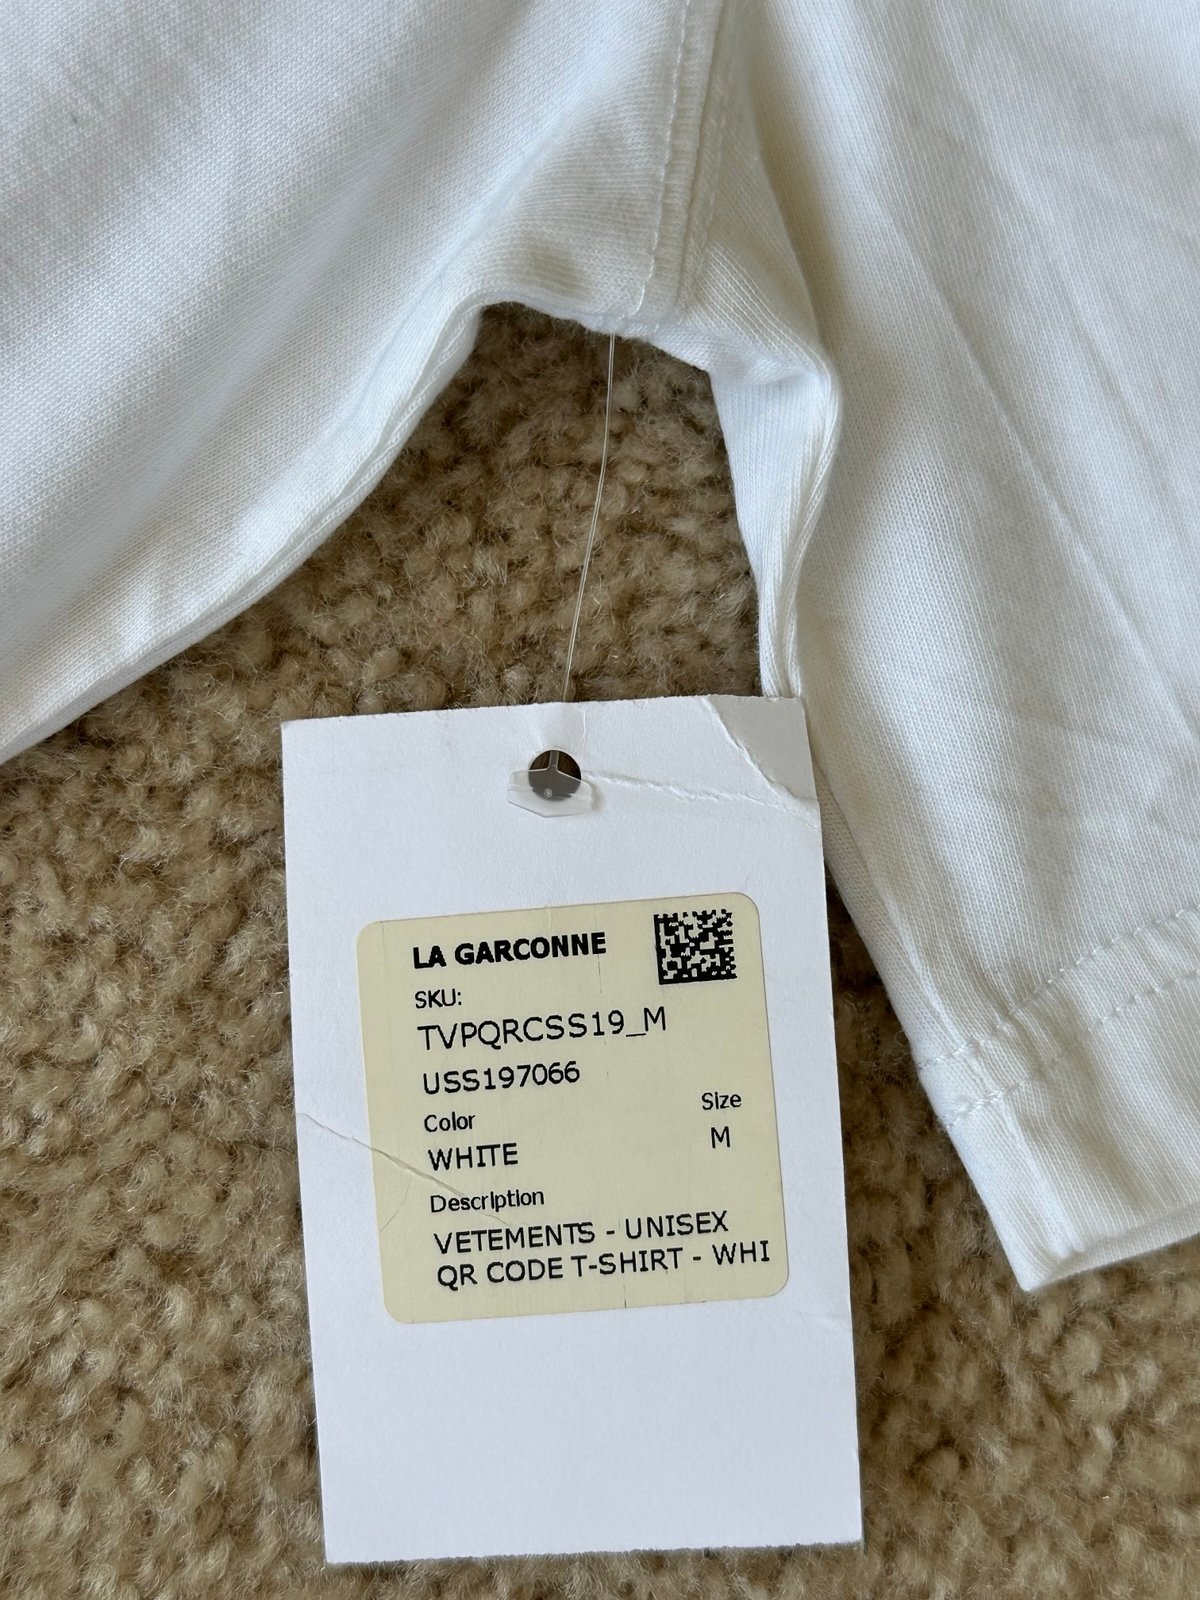 LA GARCONNE
SKU:
TVPQRCSS19_M
USS197066
Color
Size
WHITE
M
Description
VETEMENTS - UNISEX
QR CODE T-SHIRT - WHI